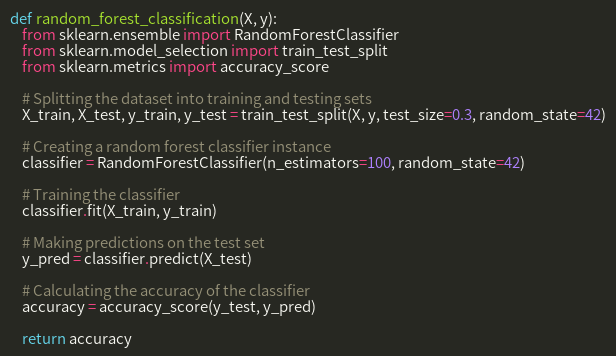 def random_forest_classification(X, y):
    from sklearn.ensemble import RandomForestClassifier
    from sklearn.model_selection import train_test_split
    from sklearn.metrics import accuracy_score

    # Splitting the dataset into training and testing sets
    X_train, X_test, y_train, y_test = train_test_split(X, y, test_size=0.3, random_state=42)

    # Creating a random forest classifier instance
    classifier = RandomForestClassifier(n_estimators=100, random_state=42)

    # Training the classifier
    classifier.fit(X_train, y_train)

    # Making predictions on the test set
    y_pred = classifier.predict(X_test)

    # Calculating the accuracy of the classifier
    accuracy = accuracy_score(y_test, y_pred)

    return accuracy